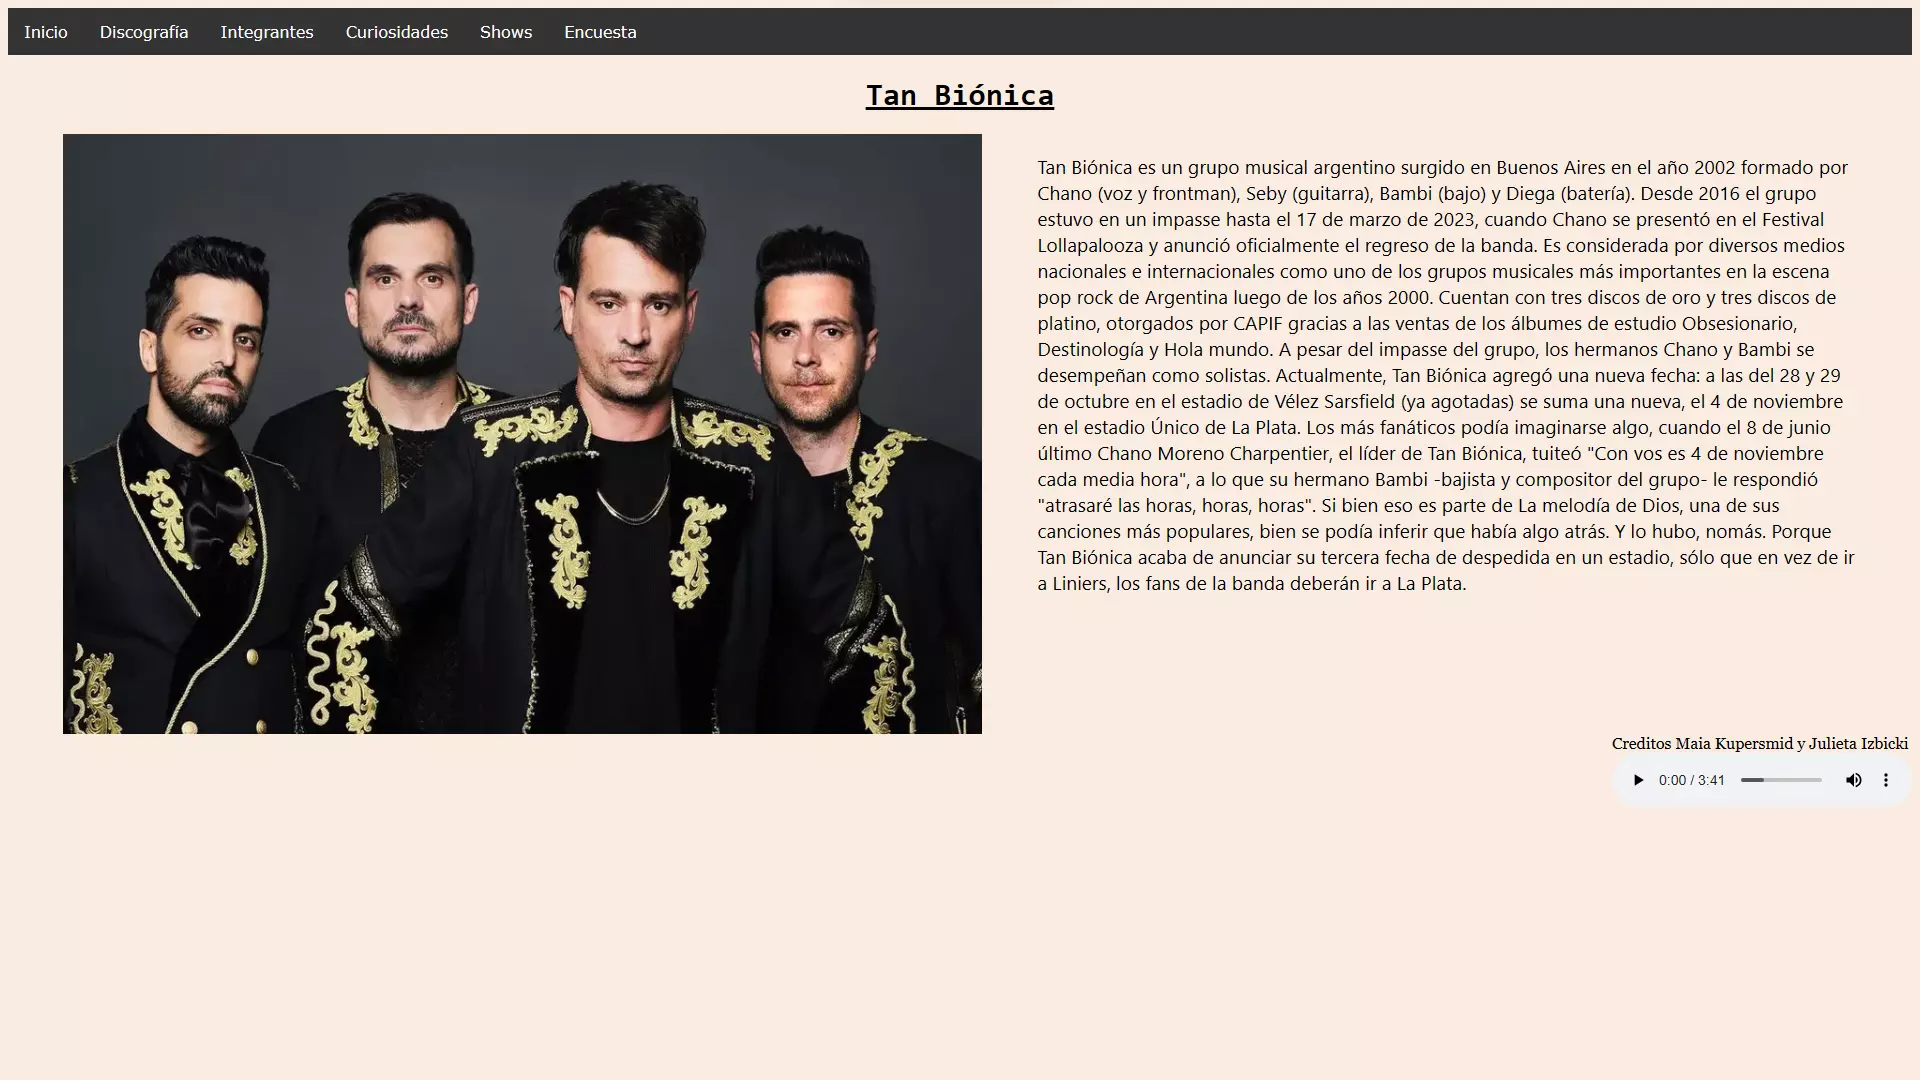 Inicio Discografía Integrantes Curiosidades Shows Encuesta
Tan Biónica
Tan Biónica es un grupo musical argentino surgido en Buenos Aires en el año 2002 formado por
Chano (voz y frontman), Seby (guitarra), Bambi (bajo) y Diega (batería). Desde 2016 el grupo
estuvo en un impasse hasta el 17 de marzo de 2023, cuando Chano se presentó en el Festival
Lollapalooza y anunció oficialmente el regreso de la banda. Es considerada por diversos medios
nacionales e internacionales como uno de los grupos musicales más importantes en la escena
pop rock de Argentina luego de los años 2000. Cuentan con tres discos de oro y tres discos de
platino, otorgados por CAPIF gracias a las ventas de los álbumes de estudio Obsesionario,
Destinología y Hola mundo. A pesar del impasse del grupo, los hermanos Chano y Bambi se
desempeñan como solistas. Actualmente, Tan Biónica agregó una nueva fecha: a las del 28 y 29
de octubre en el estadio de Vélez Sarsfield (ya agotadas) se suma una nueva, el 4 de noviembre
en el estadio Único de La Plata. Los más fanáticos podía imaginarse algo, cuando el 8 de junio
último Chano Moreno Charpentier, el líder de Tan Biónica, tuiteó "Con vos es 4 de noviembre
cada media hora", a lo que su hermano Bambi -bajista y compositor del grupo- le respondió
"atrasaré las horas, horas, horas". Si bien eso es parte de La melodía de Dios, una de sus
canciones más populares, bien se podía inferir que había algo atrás. Y lo hubo, nomás. Porque
Tan Biónica acaba de anunciar su tercera fecha de despedida en un estadio, sólo que en vez de ir
a Liniers, los fans de la banda deberán ir a La Plata.
Creditos Maia Kupersmid y Julieta Izbicki
0:00 / 3:41